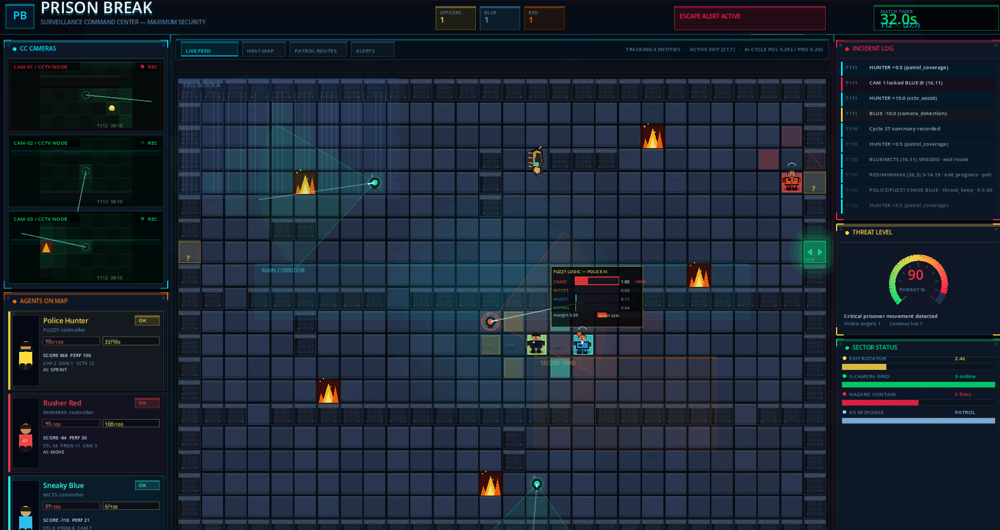 PB
PRISON BREAK
SURVEILLANCE COMMAND CENTER — MAXIMUM SECURITY
OFFICERS
1
BLUE
1
RED
1
ESCAPE ALERT ACTIVE
MATCH TIMER
32.0s
T112 · (27,7)
CC CAMERAS
CAM-01 / CCTV NODE
REC
T112 38:10
CAM-02 / CCTV NODE
REC
T112 38:10
CAM-03 / CCTV NODE
REC
T112 38:10
AGENTS ON MAP
Police Hunter
OK
FUZZY controller
100/100
22/100
SCORE 668 PERF 100
CAP 2 DOG 1 CCTV 12
AI: SPRINT
Rusher Red
OK
MINIMAX controller
75/100
100/100
47
SCORE -84 PERF 30
STL 34 PROG 11 CAM 5
AI: MOVE
Sneaky Blue
OK
MCTS controller
67/100
0/100
SCORE -110 PERF 21
STL 0 PROG 8 CAM 7
LIVE FEED
HEAT MAP
PATROL ROUTES
ALERTS
TRACKING 4 ENTITIES · ACTIVE EXIT (27,7) · AI CYCLE POL 0.25s / PRIS 0.25s
CELL BLOCK A
3
47
?
?
EXIT
MAIN CORRIDOR
FUZZY LOGIC — POLICE AI
CHASE
1.00
<WIN
INTCPT
0.00
INVEST
0.11
PATROL
0.04
margin 0.89
ALERT 22%
SECURE YARD
2
INCIDENT LOG
T111 HUNTER +0.5 (patrol_coverage)
T111 CAM 1 locked BLUE @ (16,11)
T111 HUNTER +15.0 (cctv_assist)
T111 BLUE -10.0 (camera_detection)
T110 Cycle 37 summary recorded
T110 HUNTER +0.5 (patrol_coverage)
T110 BLUE/MCTS (16,11) V50/200 · exit route
T110 RED/MINIMAX (26,3) S-14.19 · exit progress · poli
T110 POLICE/FUZZY CHASE BLUE · threat_keep · R 0.00
T109 HUNTER +0.5 (patrol_coverage)
THREAT LEVEL
90
THREAT %
Critical prisoner movement detected
Visible targets 1 · Cameras hot 1
SECTOR STATUS
EXIT ROTATOR
2.4s
3-CAMERA GRID
3 online
HAZARD CONTAIN
5 fires
K9 RESPONSE
PATROL